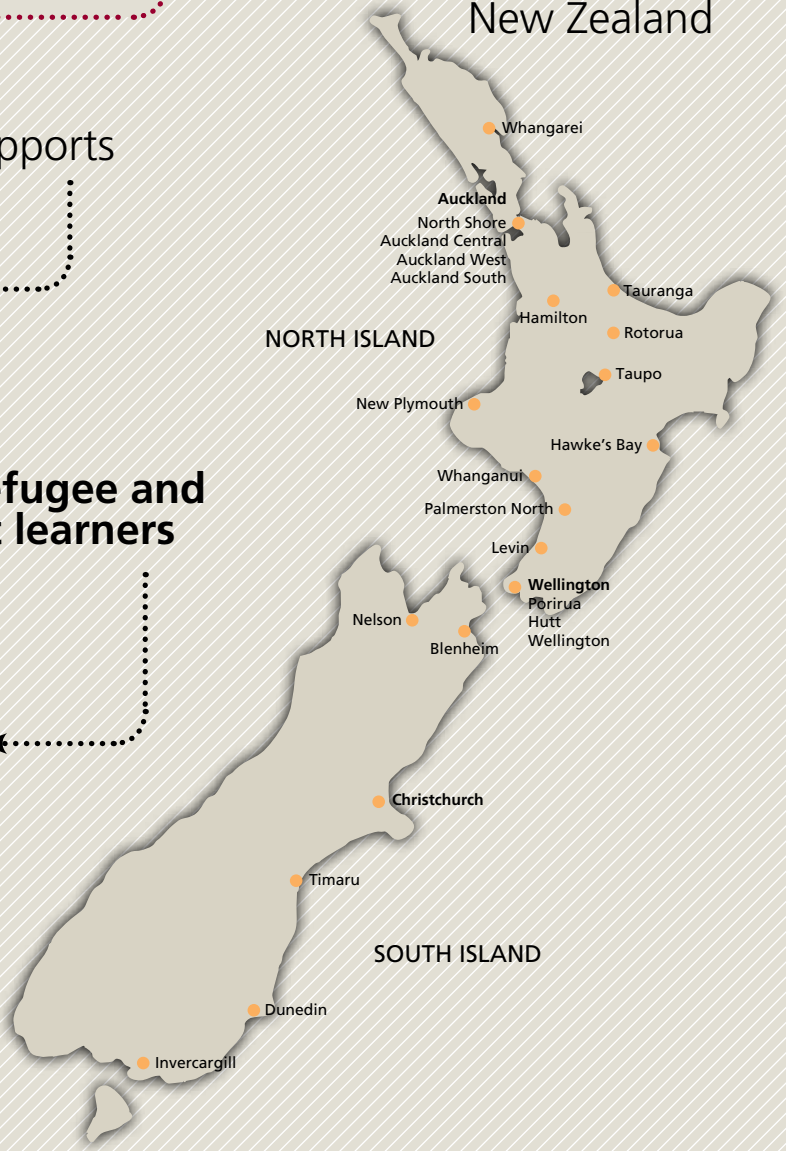 New Zealand
pports
Whangarei
Auckland
North Shore
Auckland Central
Auckland West
Auckland South
Tauranga
Hamilton
Rotorua
NORTH ISLAND
Taupo
New Plymouth
Hawke's Bay
Whanganui
efugee and
t learners
Palmerston North
Levin
Wellington
Porirua
Hutt
Wellington
Nelson
Blenheim
Christchurch
Timaru
SOUTH ISLAND
Dunedin
Invercargill